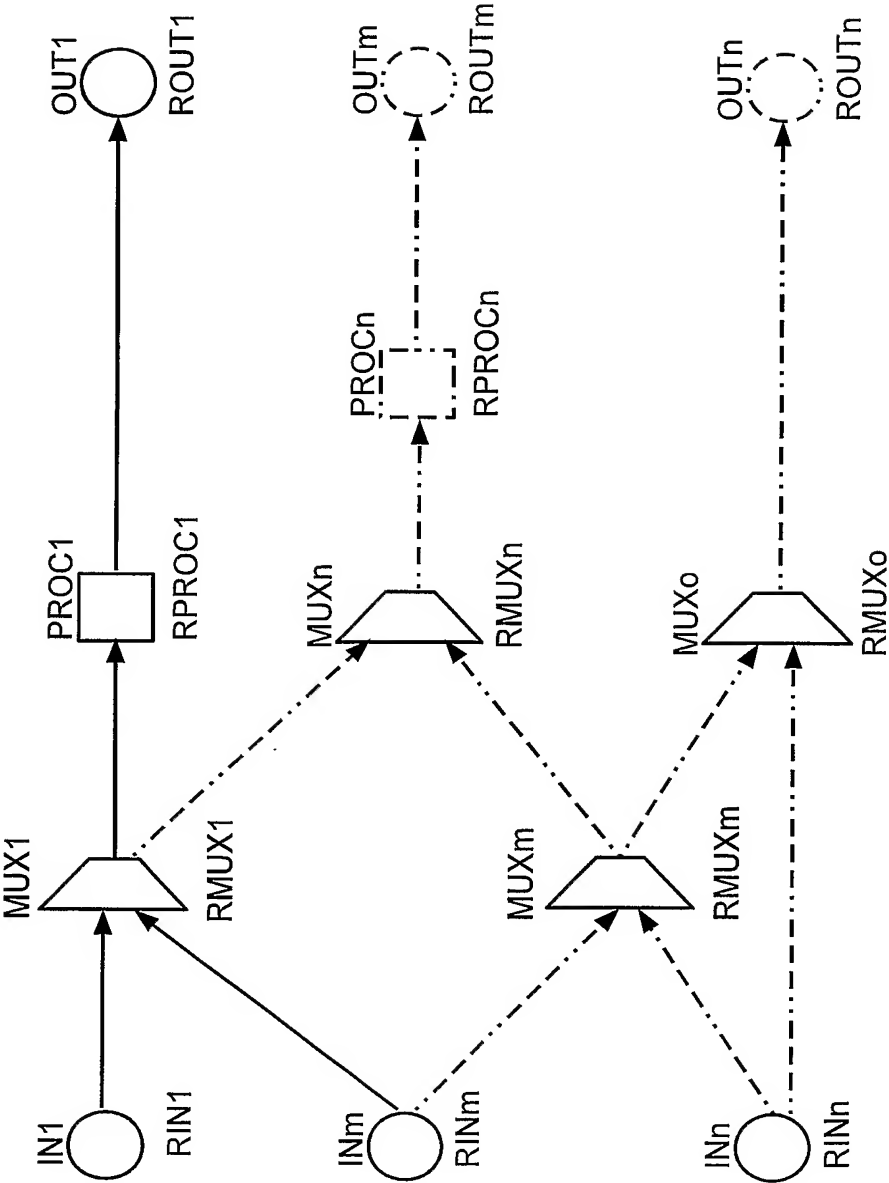 IN1
RIN1
INm
RINm
INn
RINn
MUX1
RMUX1
MUXm
RMUXm
PROC1
RPROC1
MUXn
RMUXn
MUXo
RMUXo
PROCn
RPROCn
OUT1
ROUT1
OUTm
ROUTm
OUTn
ROUTn